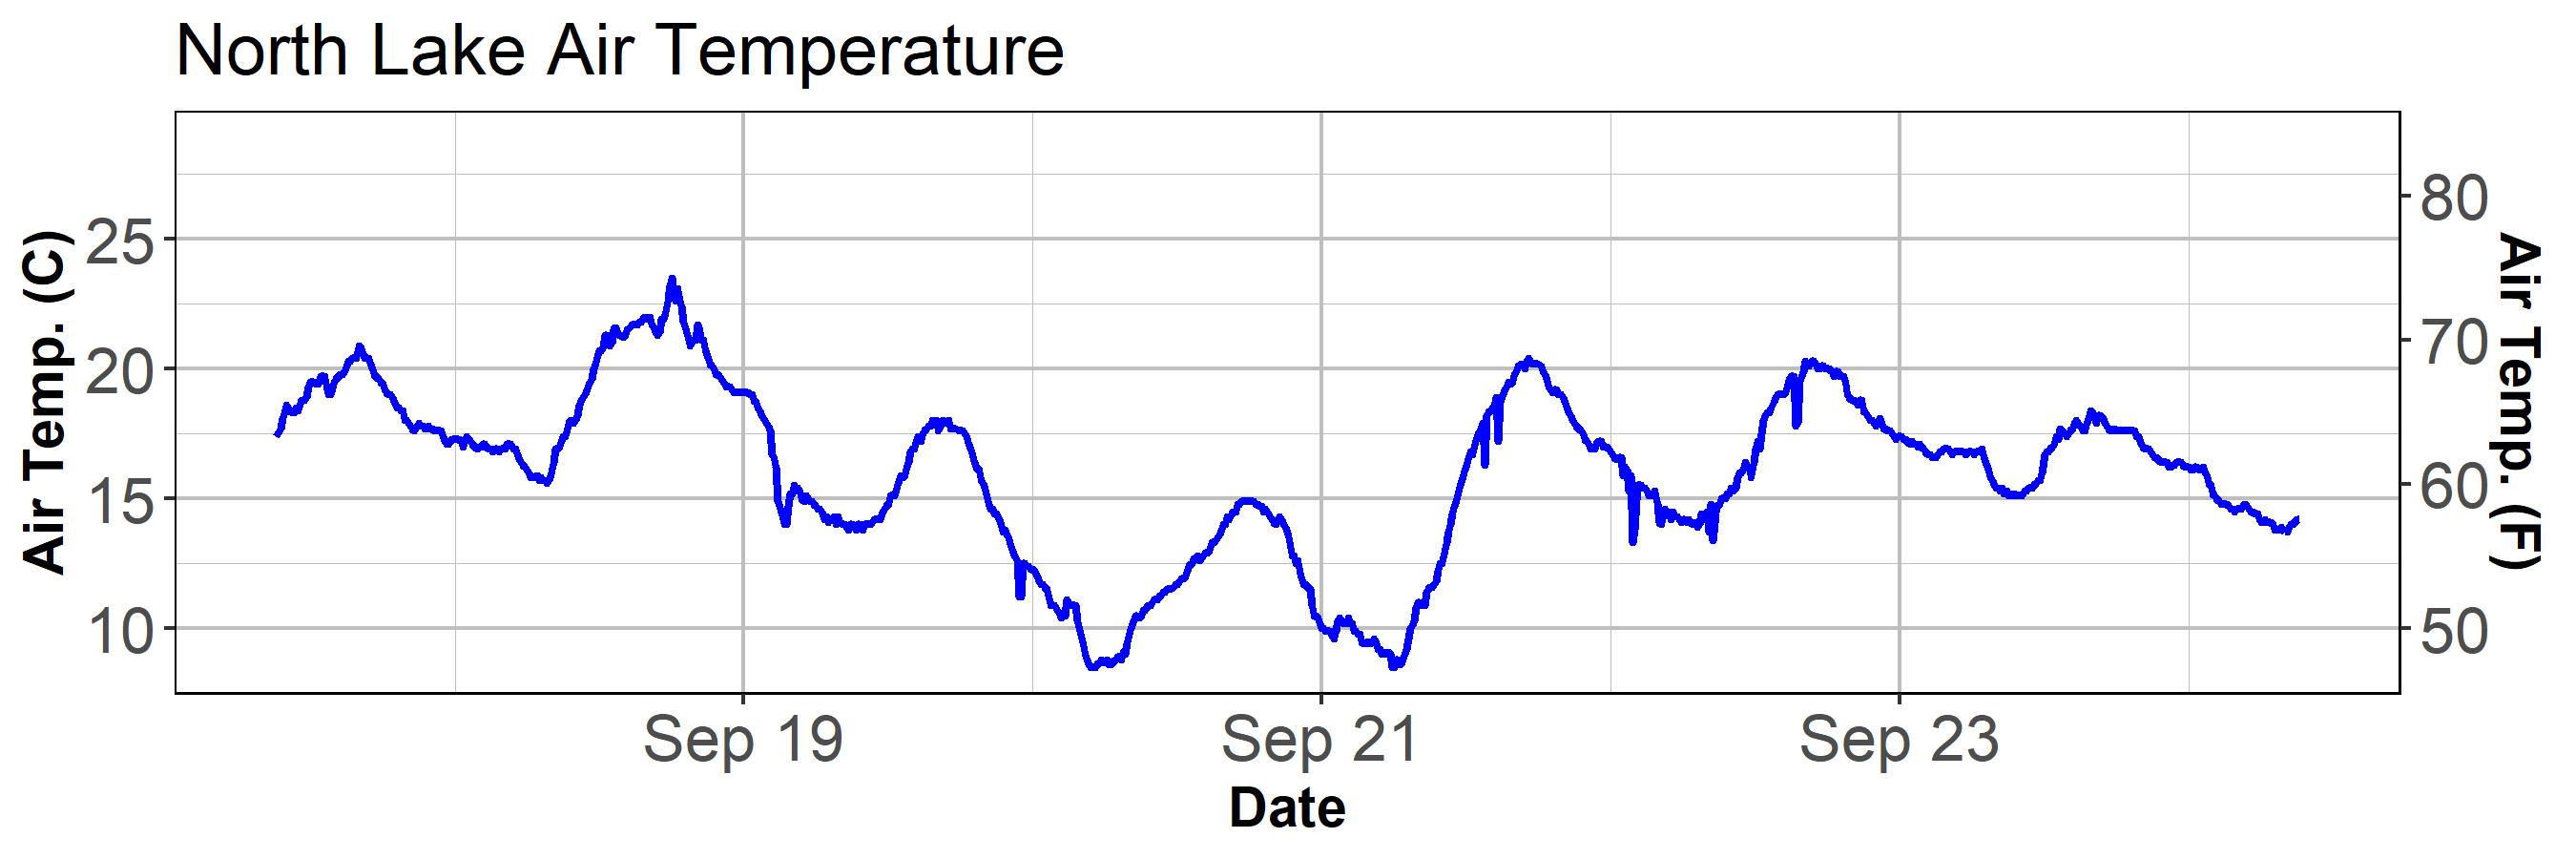 North Lake Air Temperature
Air Temp. (C)
25
20
15
10
80
70
60
50
Air Temp. (F)
Sep 19 Sep 21 Sep 23
Date